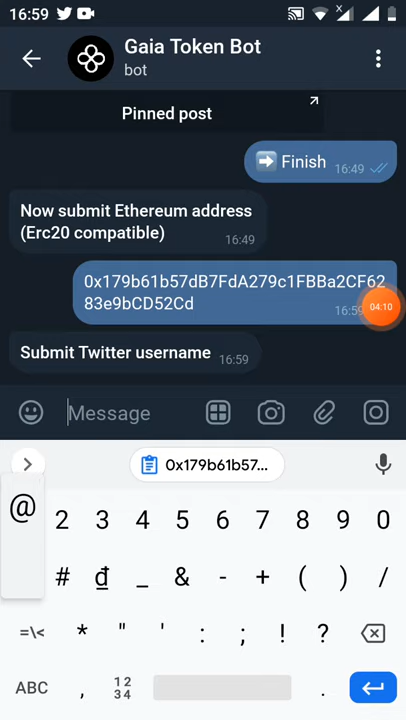 16:59
Gaia Token Bot
bot
Pinned post
Finish
16:49
Now submit Ethereum address
(Erc20 compatible)
16:49
0x179b61b57dB7FdA279c1FBBa2CF62
83e9bCD52Cd
16:59
04:10
Submit Twitter username
16:59
Message
0x179b61b57...
@ 2 3 4 5 6 7 8 9 0
# ₫ _ & - + ( ) /
=\< * " ' : ; ! ?
ABC , 12 .
34